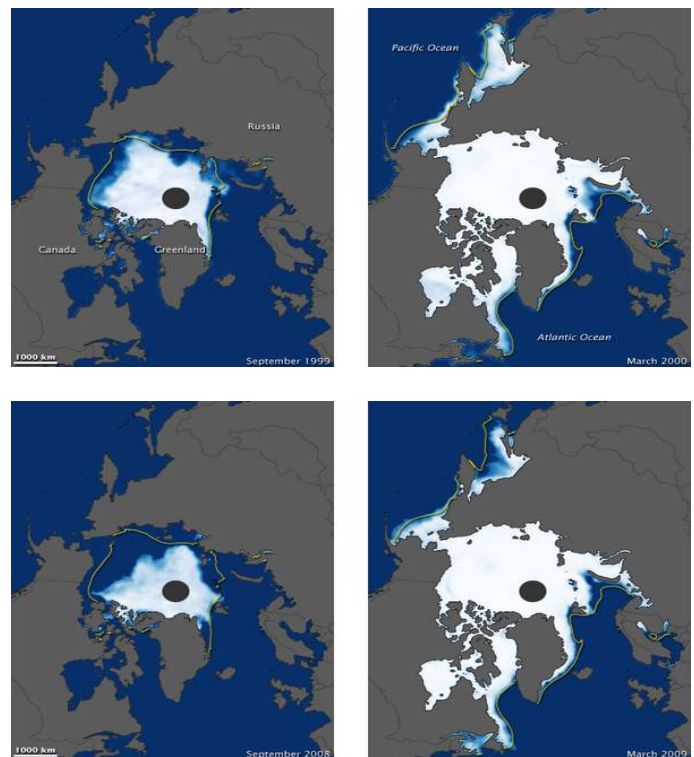 Pacific Ocean
Russia
Canada
Greenland
Atlantic Ocean
1000 km
September 1999
March 2000
1000 km
September 2008
March 2009